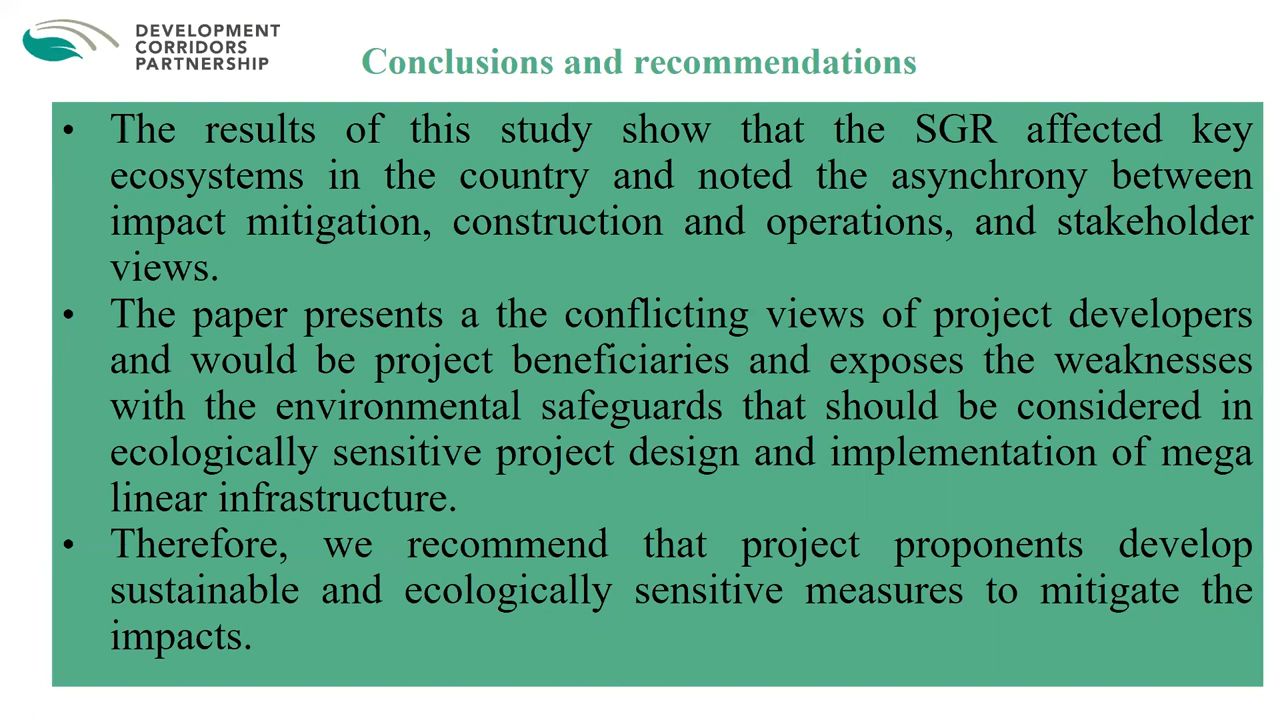 DEVELOPMENT
CORRIDORS
PARTNERSHIP
Conclusions and recommendations
• The results of this study show that the SGR affected key
ecosystems in the country and noted the asynchrony between
impact mitigation, construction and operations, and stakeholder
views.
• The paper presents a the conflicting views of project developers
and would be project beneficiaries and exposes the weaknesses
with the environmental safeguards that should be considered in
ecologically sensitive project design and implementation of mega
linear infrastructure.
• Therefore, we recommend that project proponents develop
sustainable and ecologically sensitive measures to mitigate the
impacts.